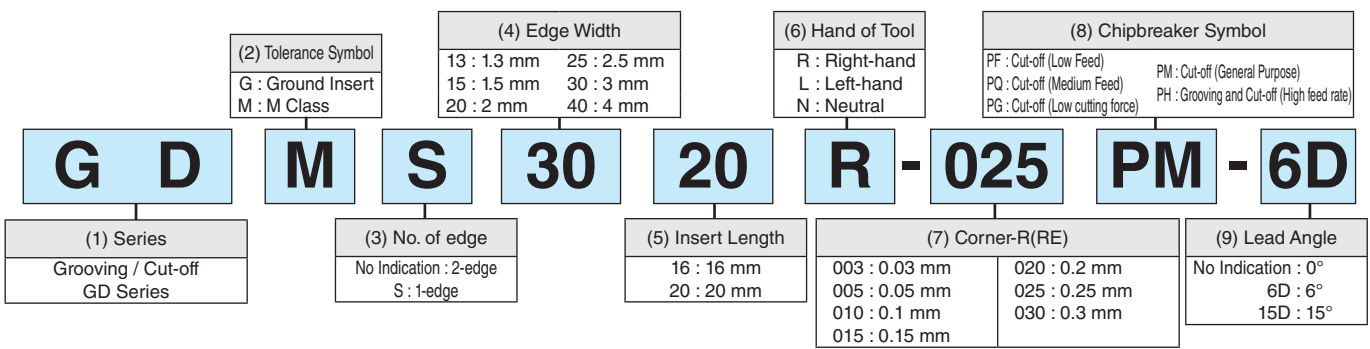 (2) Tolerance Symbol
G : Ground Insert
M : M Class
(4) Edge Width
13 : 1.3 mm 25 : 2.5 mm
15 : 1.5 mm 30 : 3 mm
20 : 2 mm 40 : 4 mm
(6) Hand of Tool
R : Right-hand
L : Left-hand
N : Neutral
(8) Chipbreaker Symbol
PF : Cut-off (Low Feed)
PQ : Cut-off (Medium Feed)
PG : Cut-off (Low cutting force)
PM : Cut-off (General Purpose)
PH : Grooving and Cut-off (High feed rate)
G D M S 30 20 R - 025 PM - 6D
(1) Series
Grooving / Cut-off
GD Series
(3) No. of edge
No Indication : 2-edge
S : 1-edge
(5) Insert Length
16 : 16 mm
20 : 20 mm
(7) Corner-R(RE)
003 : 0.03 mm 020 : 0.2 mm
005 : 0.05 mm 025 : 0.25 mm
010 : 0.1 mm 030 : 0.3 mm
015 : 0.15 mm
(9) Lead Angle
No Indication : 0°
6D : 6°
15D : 15°